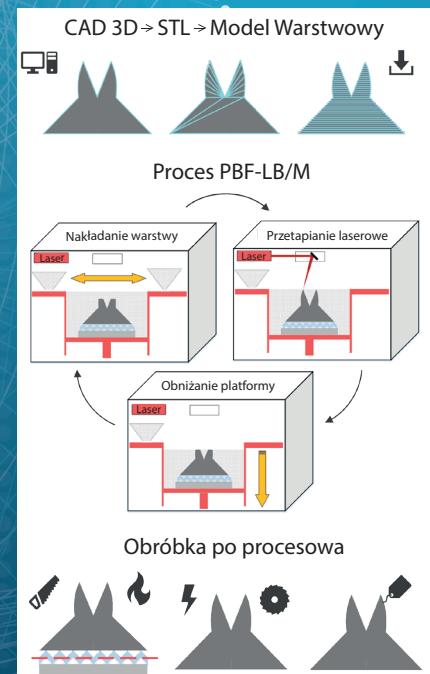 CAD 3D → STL → Model Warstwowy
Proces PBF-LB/M
Nakładanie warstwy
Laser
Przetapianie laserowe
Laser
Obniżanie platformy
Laser
Obróbka po procesowa